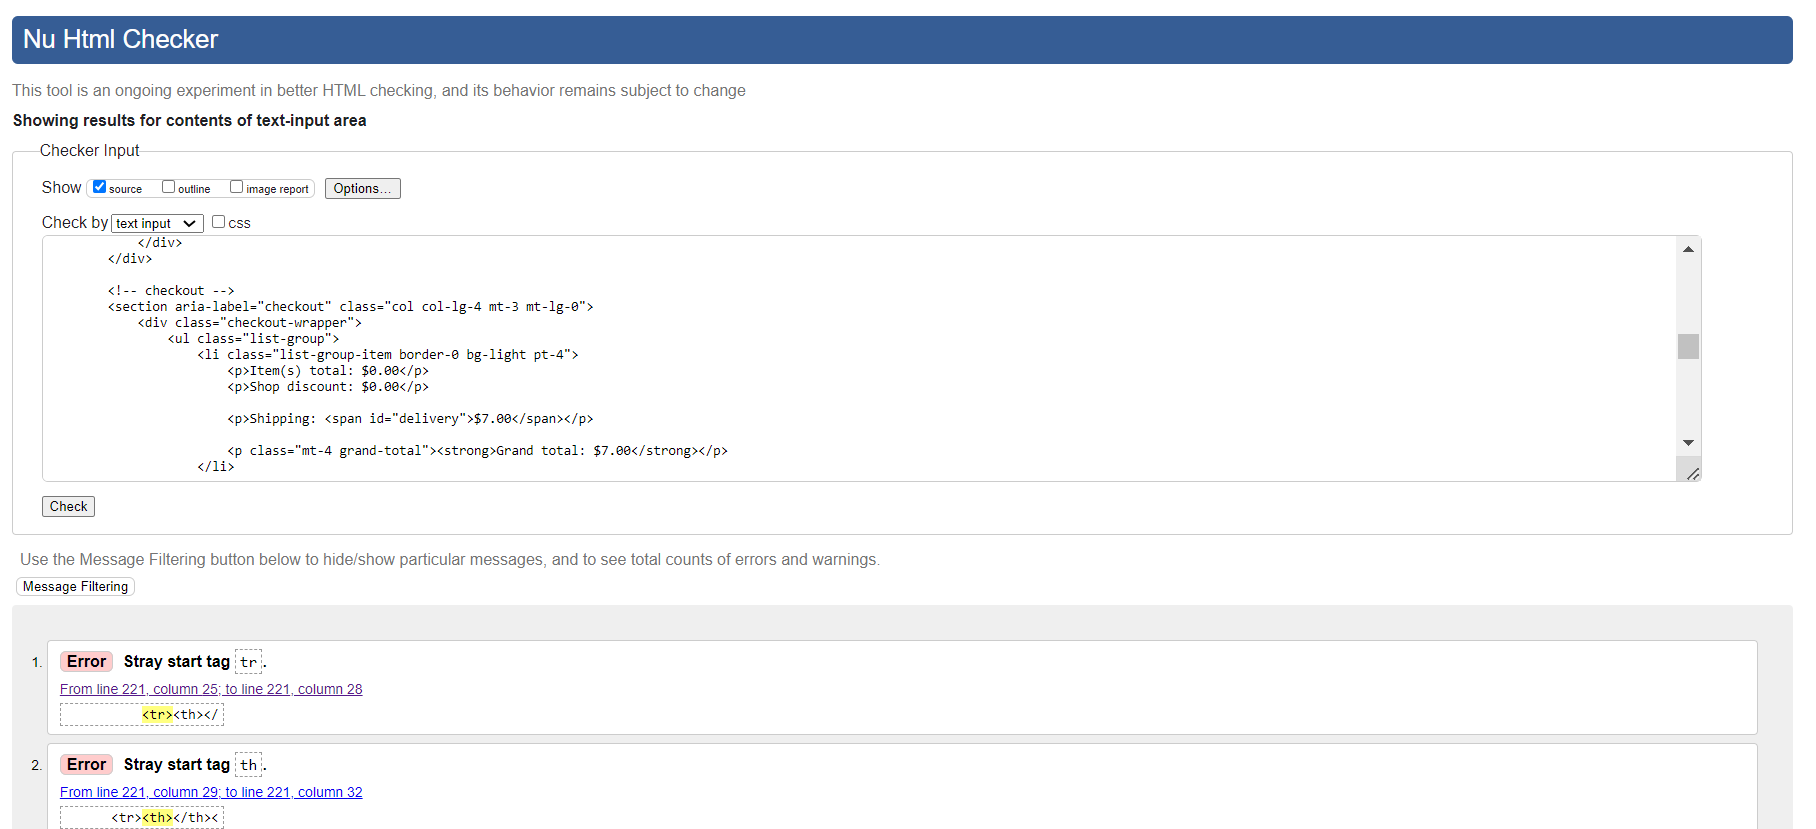 Nu Html Checker
This tool is an ongoing experiment in better HTML checking, and its behavior remains subject to change
Showing results for contents of text-input area
Checker Input
Show source outline image report Options...
Check by text input css
</div>
</div>
<!-- checkout -->
<section aria-label="checkout" class="col col-lg-4 mt-3 mt-lg-0">
<div class="checkout-wrapper">
<ul class="list-group">
<li class="list-group-item border-0 bg-light pt-4">
<p>Item(s) total: $0.00</p>
<p>Shop discount: $0.00</p>
<p>Shipping: <span id="delivery">$7.00</span></p>
<p class="mt-4 grand-total"><strong>Grand total: $7.00</strong></p>
</li>
Check
Use the Message Filtering button below to hide/show particular messages, and to see total counts of errors and warnings.
Message Filtering
1. Error Stray start tag tr.
From line 221, column 25; to line 221, column 28
<tr><th></
2. Error Stray start tag th.
From line 221, column 29; to line 221, column 32
<tr><th></th><